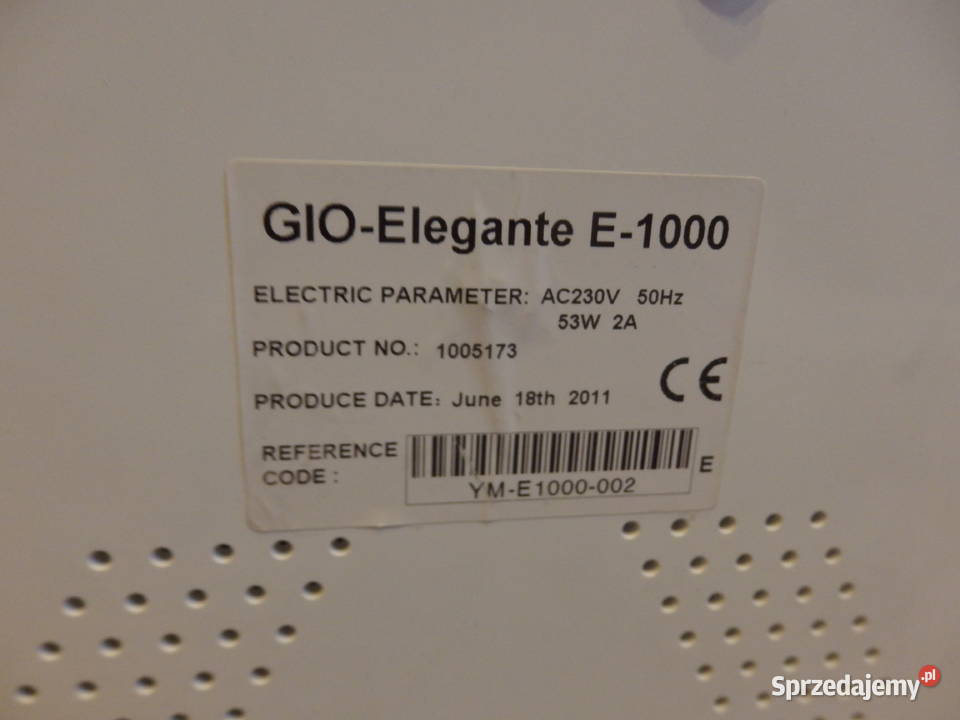 GIO-Elegante E-1000
ELECTRIC PARAMETER: AC230V 50Hz
53W 2A
PRODUCT NO.: 1005173
PRODUCE DATE: June 18th 2011
CE
REFERENCE
CODE :
E
YM-E1000-002
Sprzedajemy.pl